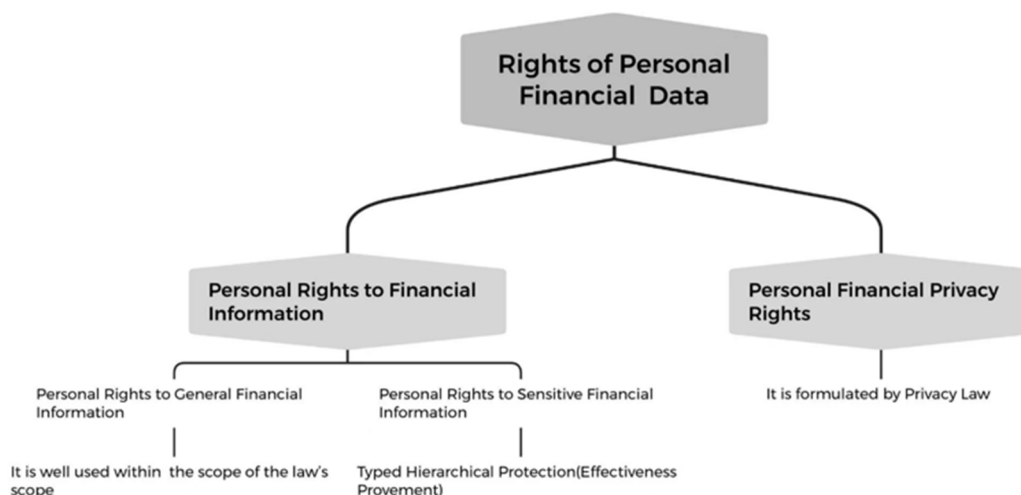 Rights of Personal
Financial Data
Personal Rights to Financial
Information
Personal Financial Privacy
Rights
Personal Rights to General Financial
Information
Personal Rights to Sensitive Financial
Information
It is formulated by Privacy Law
It is well used within the scope of the law's
scope
Typed Hierarchical Protection(Effectiveness
Provement)